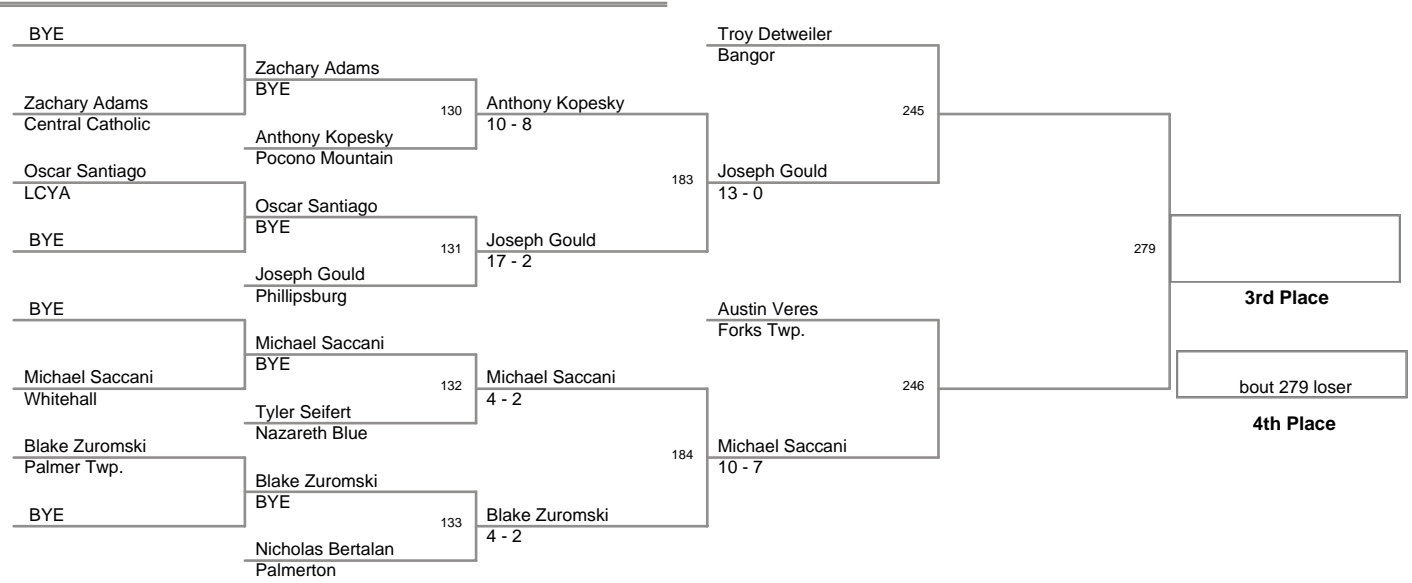 BYE
Zachary Adams
Central Catholic
Oscar Santiago
LCYA
BYE
BYE
Michael Saccani
Whitehall
Blake Zuromski
Palmer Twp.
BYE
Zachary Adams
BYE
130
Anthony Kopesky
Pocono Mountain
Oscar Santiago
BYE
131
Joseph Gould
Phillipsburg
Michael Saccani
BYE
132
Tyler Seifert
Nazareth Blue
Blake Zuromski
BYE
133
Nicholas Bertalan
Palmerton
Anthony Kopesky
10 - 8
183
Joseph Gould
17 - 2
Michael Saccani
4 - 2
184
Blake Zuromski
4 - 2
Troy Detweiler
Bangor
245
Joseph Gould
13 - 0
Austin Veres
Forks Twp.
246
Michael Saccani
10 - 7
279
3rd Place
bout 279 loser
4th Place